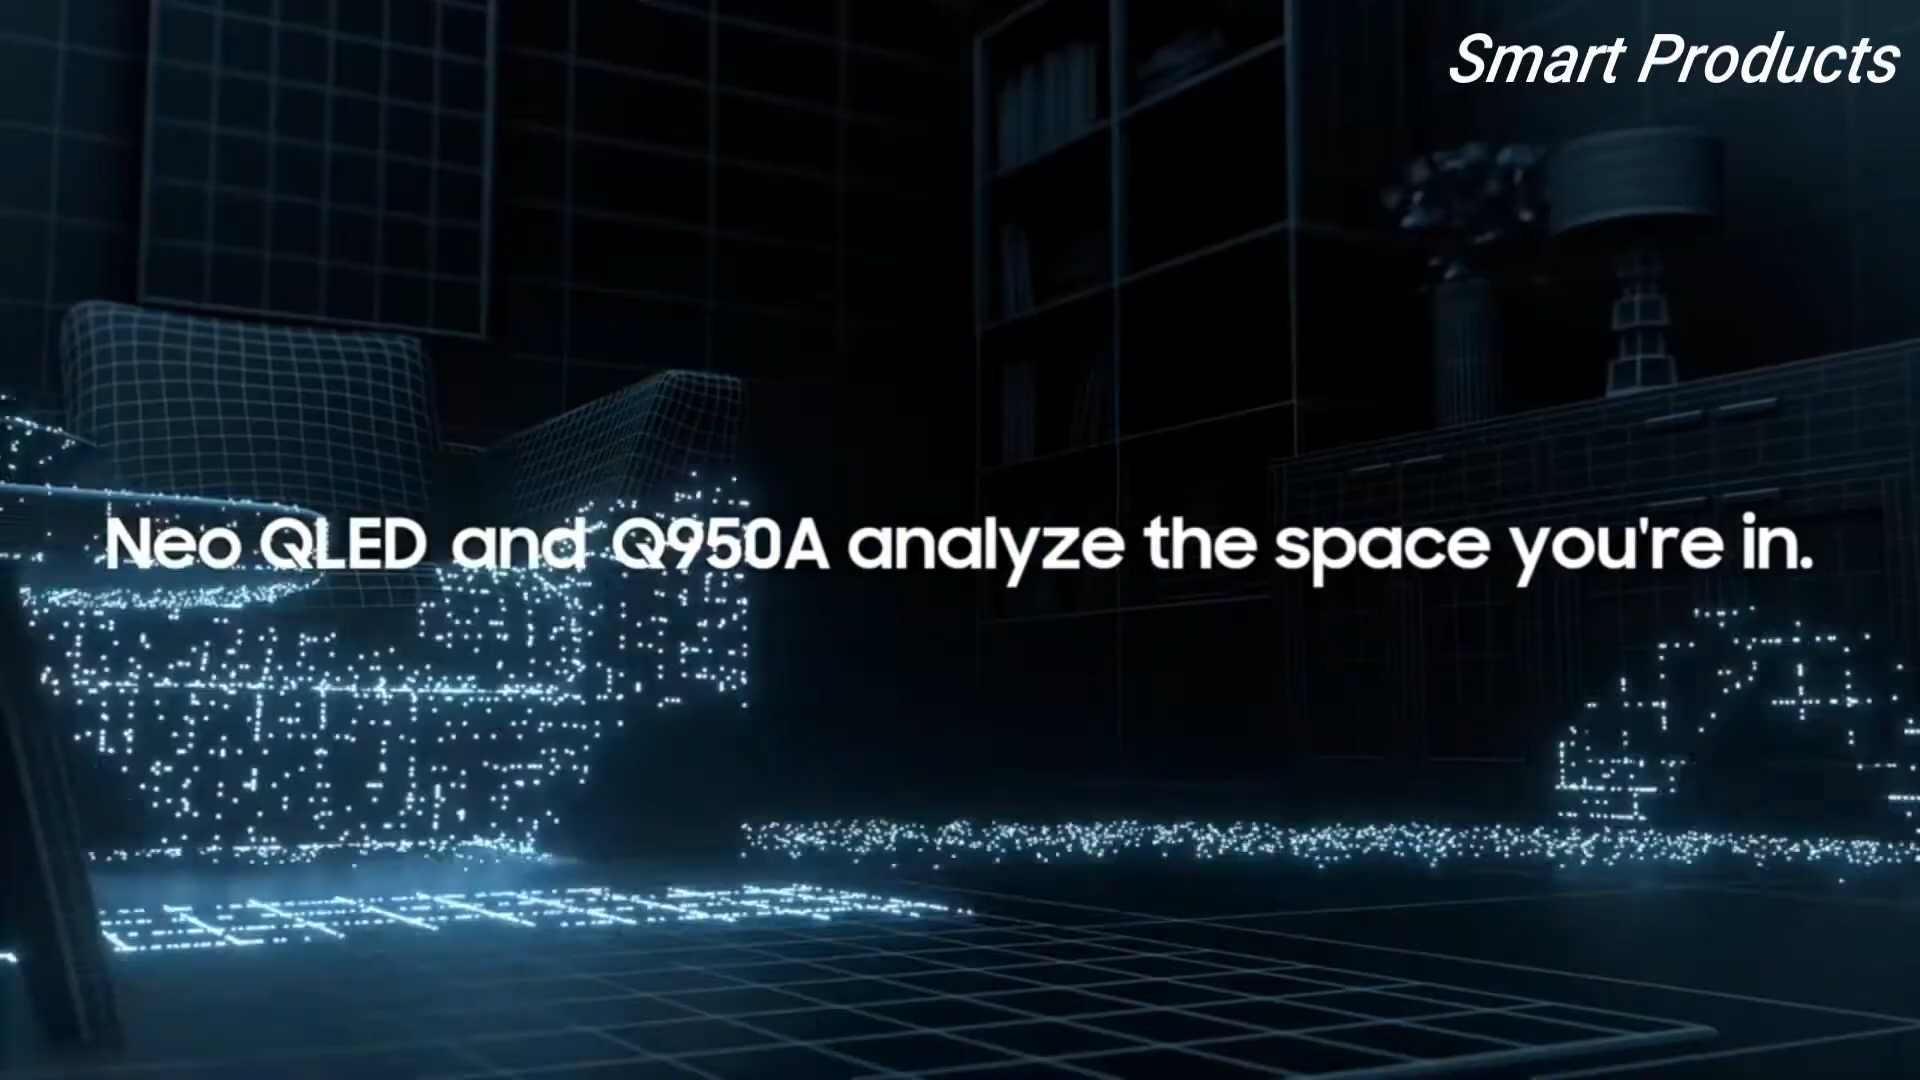 Smart Products
Neo QLED and Q950A analyze the space you're in.